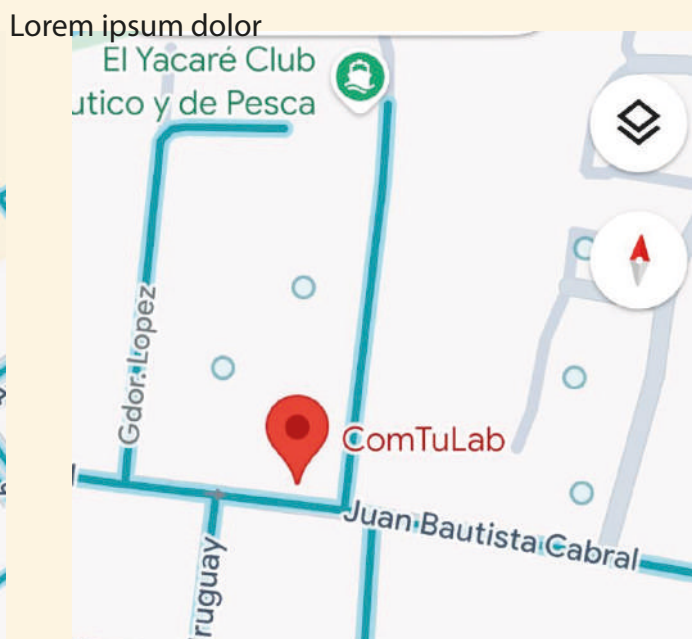 Lorem ipsum dolor
El Yacaré Club
utico y de Pesca
Gdor. Lopez
ComTuLab
Juan Bautista Cabral
ruguay